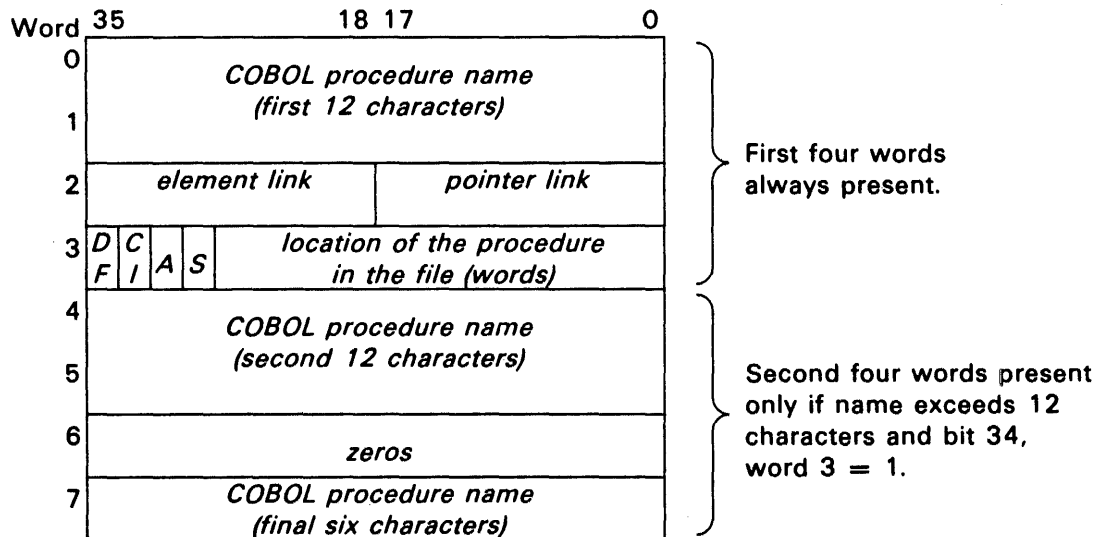 Word 35 18 17 0
0
COBOL procedure name
(first 12 characters)
1
2 element link pointer link
First four words
always present.
3 D F C I A S location of the procedure
in the file (words)
4
COBOL procedure name
(second 12 characters)
5
6
zeros
7 COBOL procedure name
(final six characters)
Second four words present
only if name exceeds 12
characters and bit 34,
word 3 = 1.